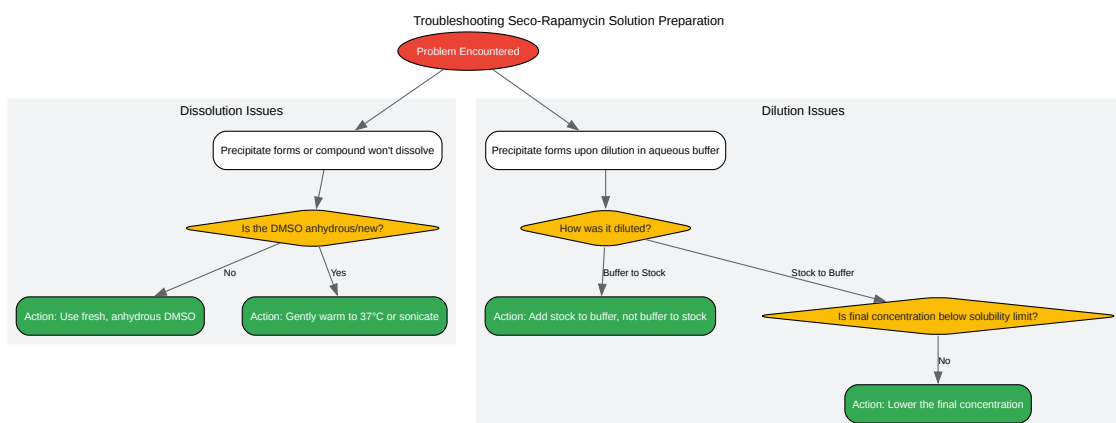 Troubleshooting Seco-Rapamycin Solution Preparation
Problem Encountered
Dissolution Issues
Precipitate forms or compound won't dissolve
Is the DMSO anhydrous/new?
No
Yes
Action: Use fresh, anhydrous DMSO
Action: Gently warm to 37°C or sonicate
Dilution Issues
Precipitate forms upon dilution in aqueous buffer
How was it diluted?
Buffer to Stock
Stock to Buffer
Action: Add stock to buffer, not buffer to stock
Is final concentration below solubility limit?
No
Action: Lower the final concentration